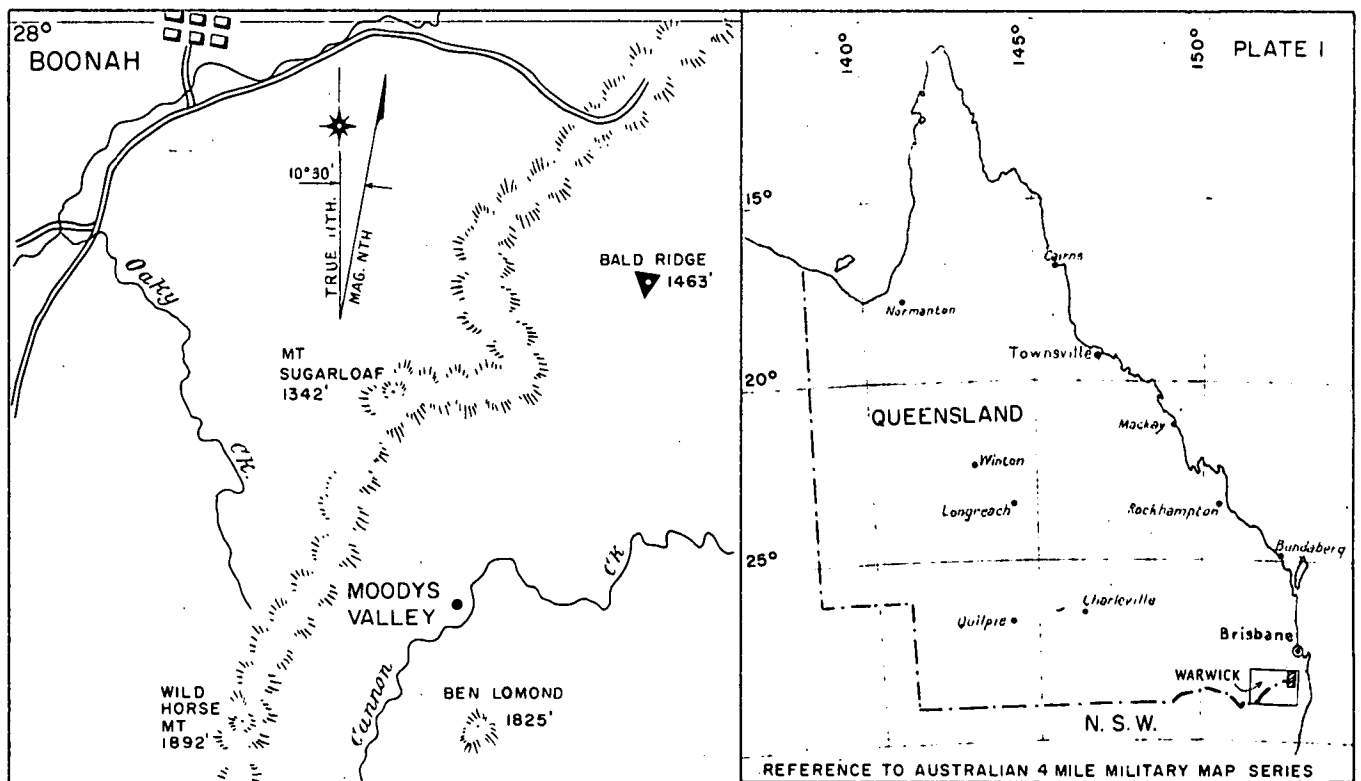 28°
BOONAH
10°30'
TRUE NTH.
MAG. NTH
BALD RIDGE
1463'
Oaky
CK.
MT
SUGARLOAF
1342'
MOODYS
VALLEY
CK
Cannon
WILD
HORSE
MT
1892'
BEN LOMOND
1825'
PLATE I
140°
145°
150°
15°
Cairns
Normanton
Townsville
20°
QUEENSLAND
Mackay
Winton
Longreach
Rockhampton
25°
Bundaberg
Charleville
Quilpie
Brisbane
WARWICK
N. S. W.
REFERENCE TO AUSTRALIAN 4 MILE MILITARY MAP SERIES